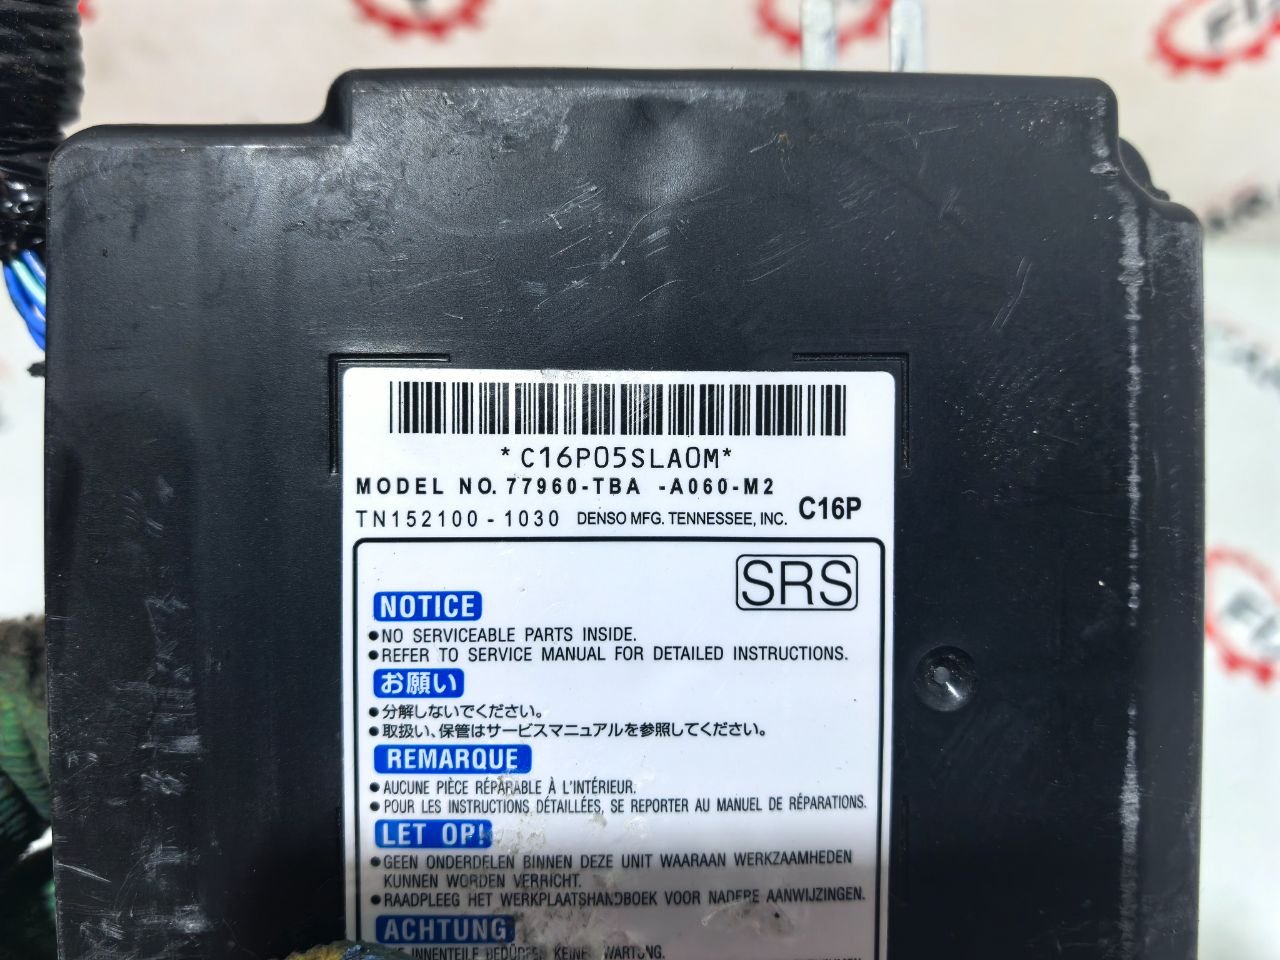 *C16P05SLA0M*
MODEL NO. 77960-TBA -A060-M2
C16P
TN152100-1030 DENSO MFG. TENNESSEE, INC.
SRS
NOTICE
●NO SERVICEABLE PARTS INSIDE.
●REFER TO SERVICE MANUAL FOR DETAILED INSTRUCTIONS.
お願い
●分解しないでください。
●取扱い、保管はサービスマニュアルを参照してください。
REMARQUE
●AUCUNE PIÈCE RÉPARABLE À L'INTÉRIEUR.
●POUR LES INSTRUCTIONS DÉTAILLÉES, SE REPORTER AU MANUEL DE RÉPARATIONS.
LET OP!
●GEEN ONDERDELEN BINNEN DEZE UNIT WAARAAN WERKZAAMHEDEN
KUNNEN WORDEN VERRICHT.
●RAADPLEEG HET WERKPLAATSHANDBOEK VOOR NADERE AANWIJZINGEN.
ACHTUNG
INNENTEILE BEDÜRFEN KEINER WARTUNG.